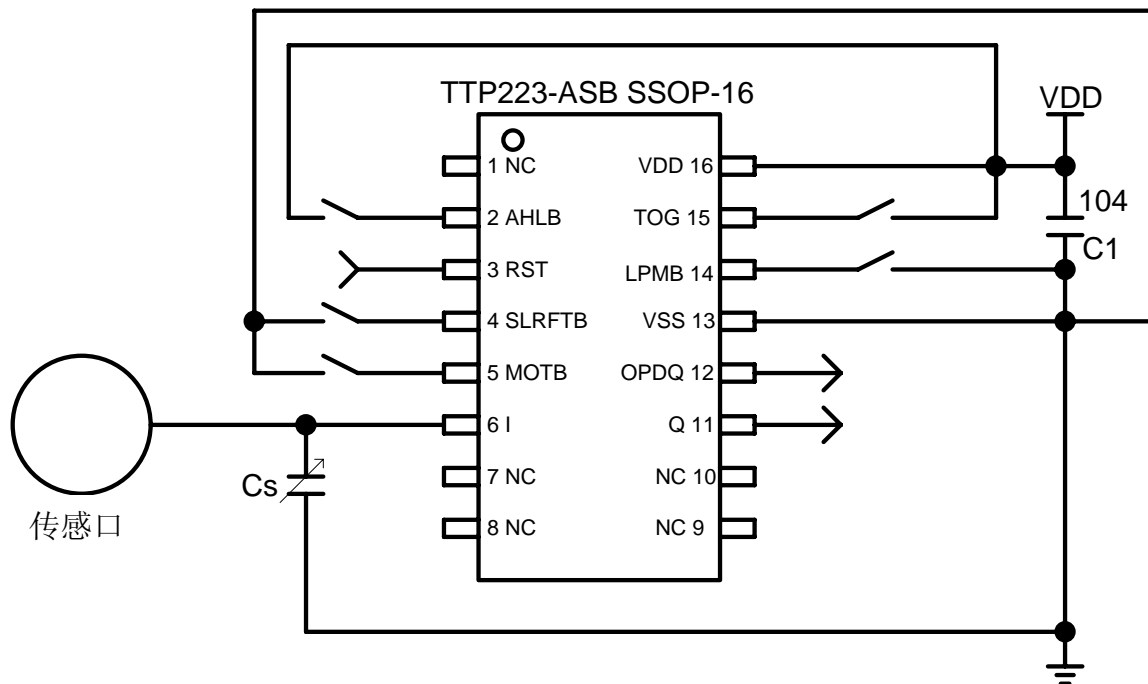 TTP223-ASB SSOP-16
VDD
1 NC
VDD 16
2 AHLB
TOG 15
104
C1
3 RST
LPMB 14
4 SLRFTB
VSS 13
5 MOTB
OPDQ 12
6 I
Q 11
7 NC
NC 10
Cs
8 NC
NC 9
传感口